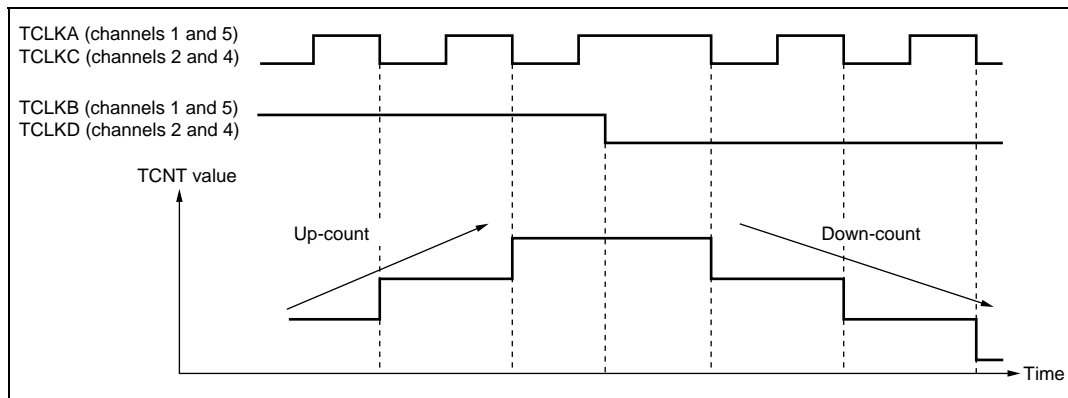 TCLKA (channels 1 and 5)
TCLKC (channels 2 and 4)
TCLKB (channels 1 and 5)
TCLKD (channels 2 and 4)
TCNT value
Up-count
Down-count
Time